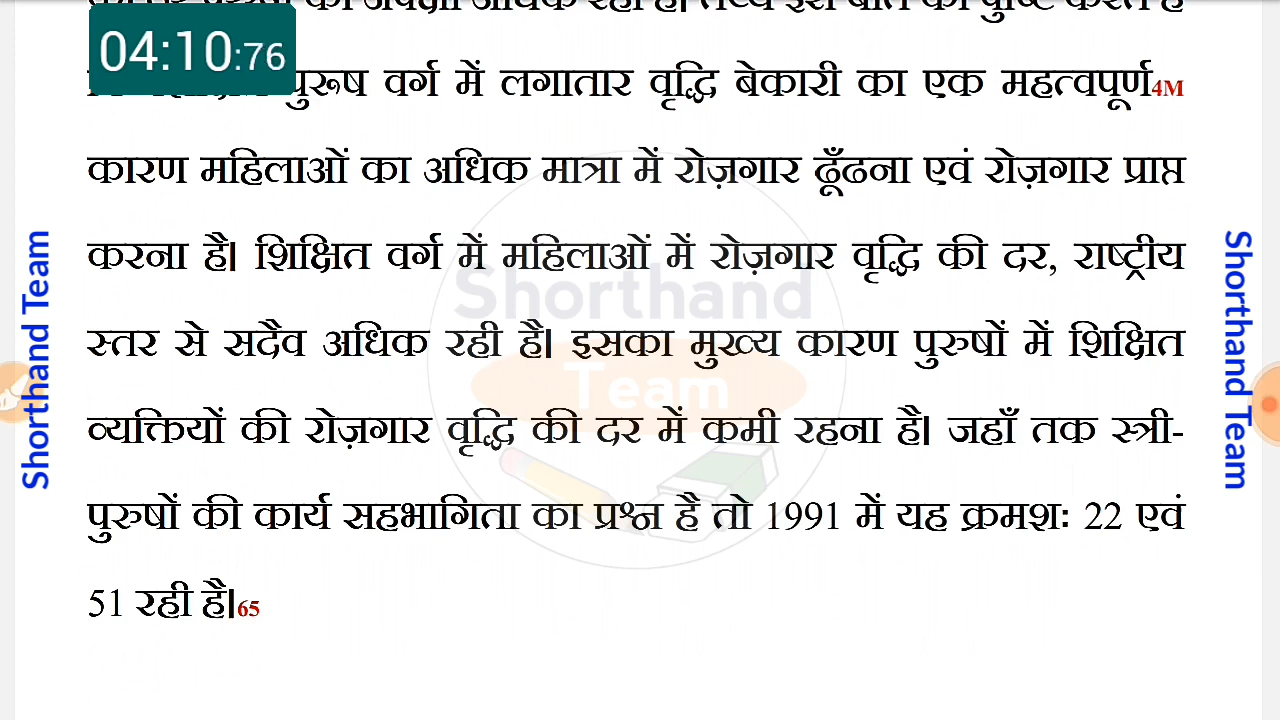 04:10:76
पुरूष वर्ग में लगातार वृद्धि बेकारी का एक महत्वपूर्ण4M
कारण महिलाओं का अधिक मात्रा में रोज़गार ढूँढना एवं रोज़गार प्राप्त
करना है। शिक्षित वर्ग में महिलाओं में रोज़गार वृद्धि की दर, राष्ट्रीय
स्तर से सदैव अधिक रही है। इसका मुख्य कारण पुरुषों में शिक्षित
व्यक्तियों की रोज़गार वृद्धि की दर में कमी रहना है। जहाँ तक स्त्री-
पुरुषों की कार्य सहभागिता का प्रश्न है तो 1991 में यह क्रमशः 22 एवं
51 रही है।65
Shorthand Team
Shorthand Team
Shorthand
Team